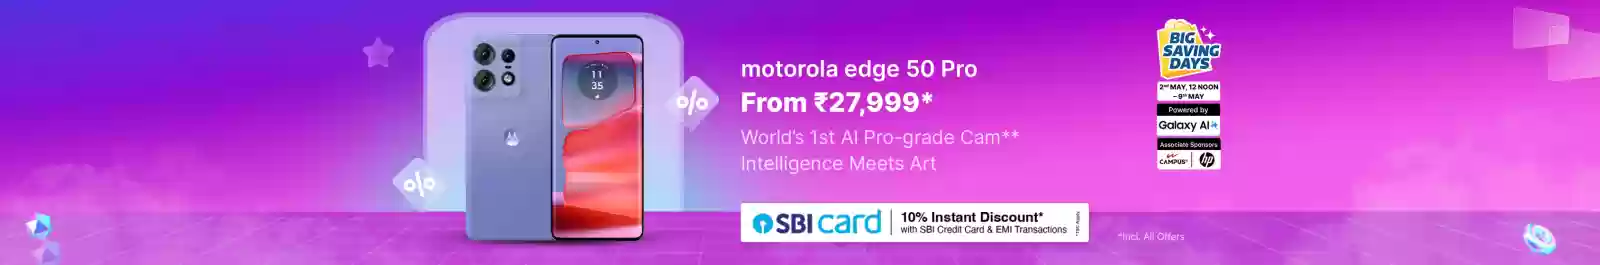 motorola edge 50 Pro
From ₹27,999*
World's 1st AI Pro-grade Cam**
Intelligence Meets Art
SBI card
10% Instant Discount*
with SBI Credit Card & EMI Transactions
*Incl. All Offers
11
35
%
%
BIG
SAVING
DAYS
2ND MAY, 12 NOON
– 9TH MAY
Powered by
Galaxy AI
Associate Sponsors
CAMPUS
hp